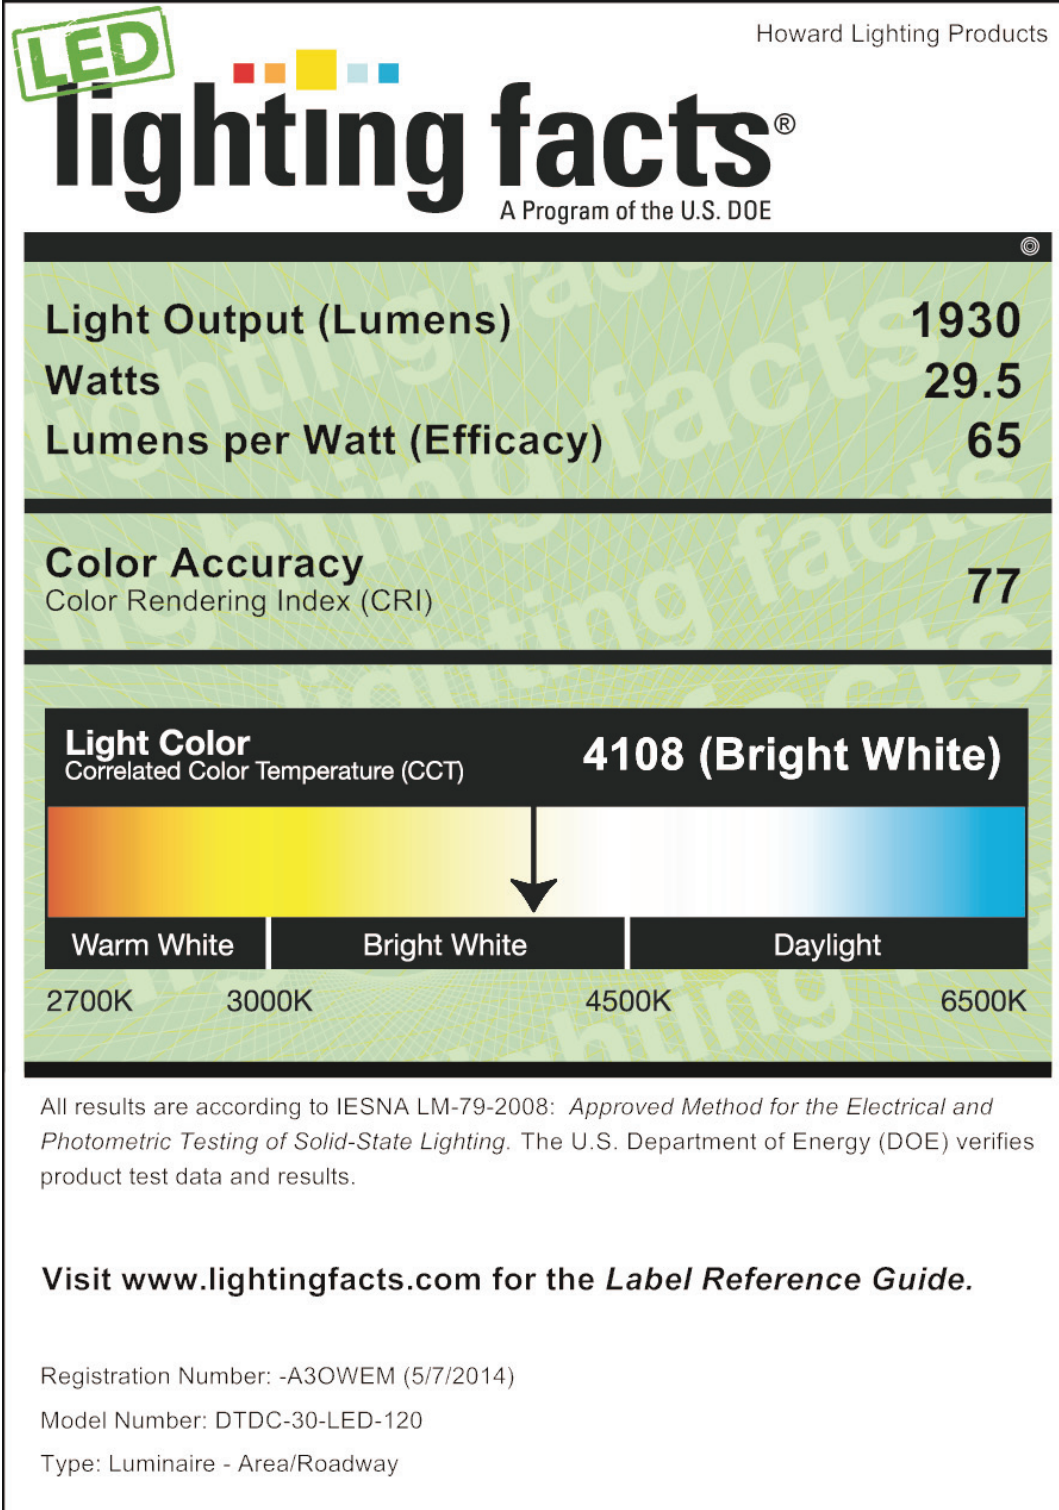 Howard Lighting Products
LED
lighting facts®
A Program of the U.S. DOE
Light Output (Lumens) 1930
Watts 29.5
Lumens per Watt (Efficacy) 65
Color Accuracy
Color Rendering Index (CRI) 77
Light Color
Correlated Color Temperature (CCT) 4108 (Bright White)
Warm White Bright White Daylight
2700K 3000K 4500K 6500K
All results are according to IESNA LM-79-2008: Approved Method for the Electrical and
Photometric Testing of Solid-State Lighting. The U.S. Department of Energy (DOE) verifies
product test data and results.
Visit www.lightingfacts.com for the Label Reference Guide.
Registration Number: -A3OWEM (5/7/2014)
Model Number: DTDC-30-LED-120
Type: Luminaire - Area/Roadway